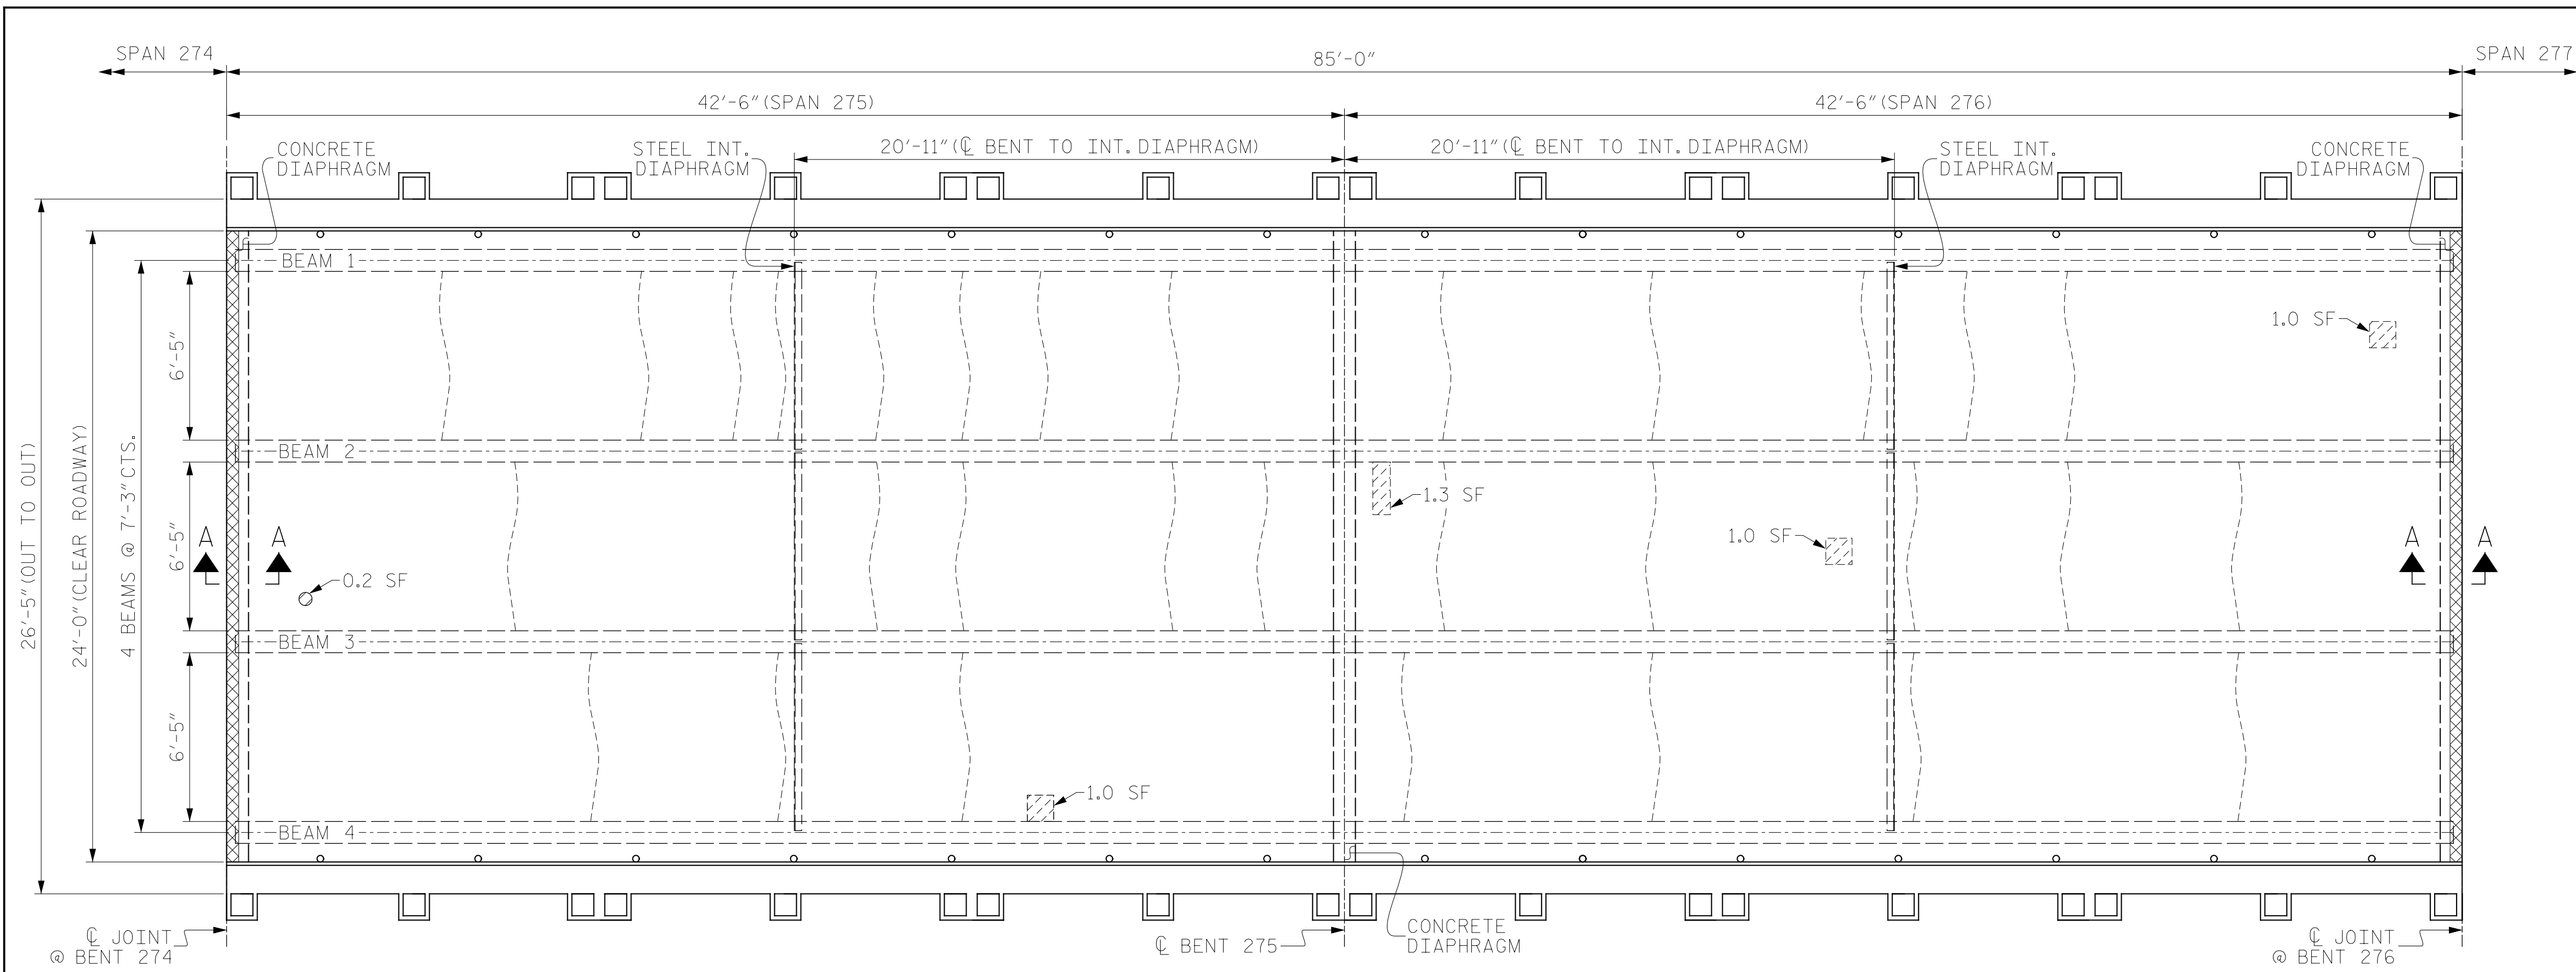 SPAN 274
85'-0"
SPAN 277
42'-6"(SPAN 275)
42'-6"(SPAN 276)
20'-11"(℄ BENT TO INT. DIAPHRAGM)
20'-11"(℄ BENT TO INT. DIAPHRAGM)
CONCRETE
DIAPHRAGM
STEEL INT.
DIAPHRAGM
STEEL INT.
DIAPHRAGM
CONCRETE
DIAPHRAGM
26'-5"(OUT TO OUT)
24'-0"(CLEAR ROADWAY)
4 BEAMS @ 7'-3"CTS.
6'-5"
6'-5"
6'-5"
BEAM 1
BEAM 2
BEAM 3
BEAM 4
1.0 SF
1.3 SF
1.0 SF
0.2 SF
1.0 SF
A
A
A
A
℄ JOINT
@ BENT 274
℄ BENT 275
CONCRETE
DIAPHRAGM
℄ JOINT
@ BENT 276